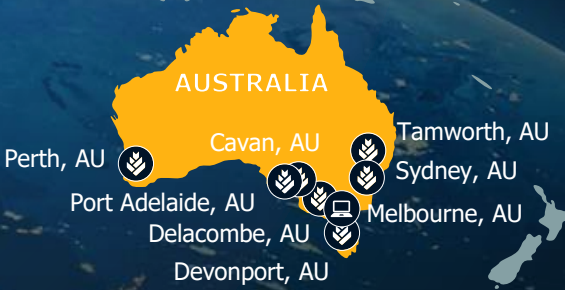 AUSTRALIA
Tamworth, AU
Cavan, AU
Perth, AU
Sydney, AU
Port Adelaide, AU
Melbourne, AU
Delacombe, AU
Devonport, AU